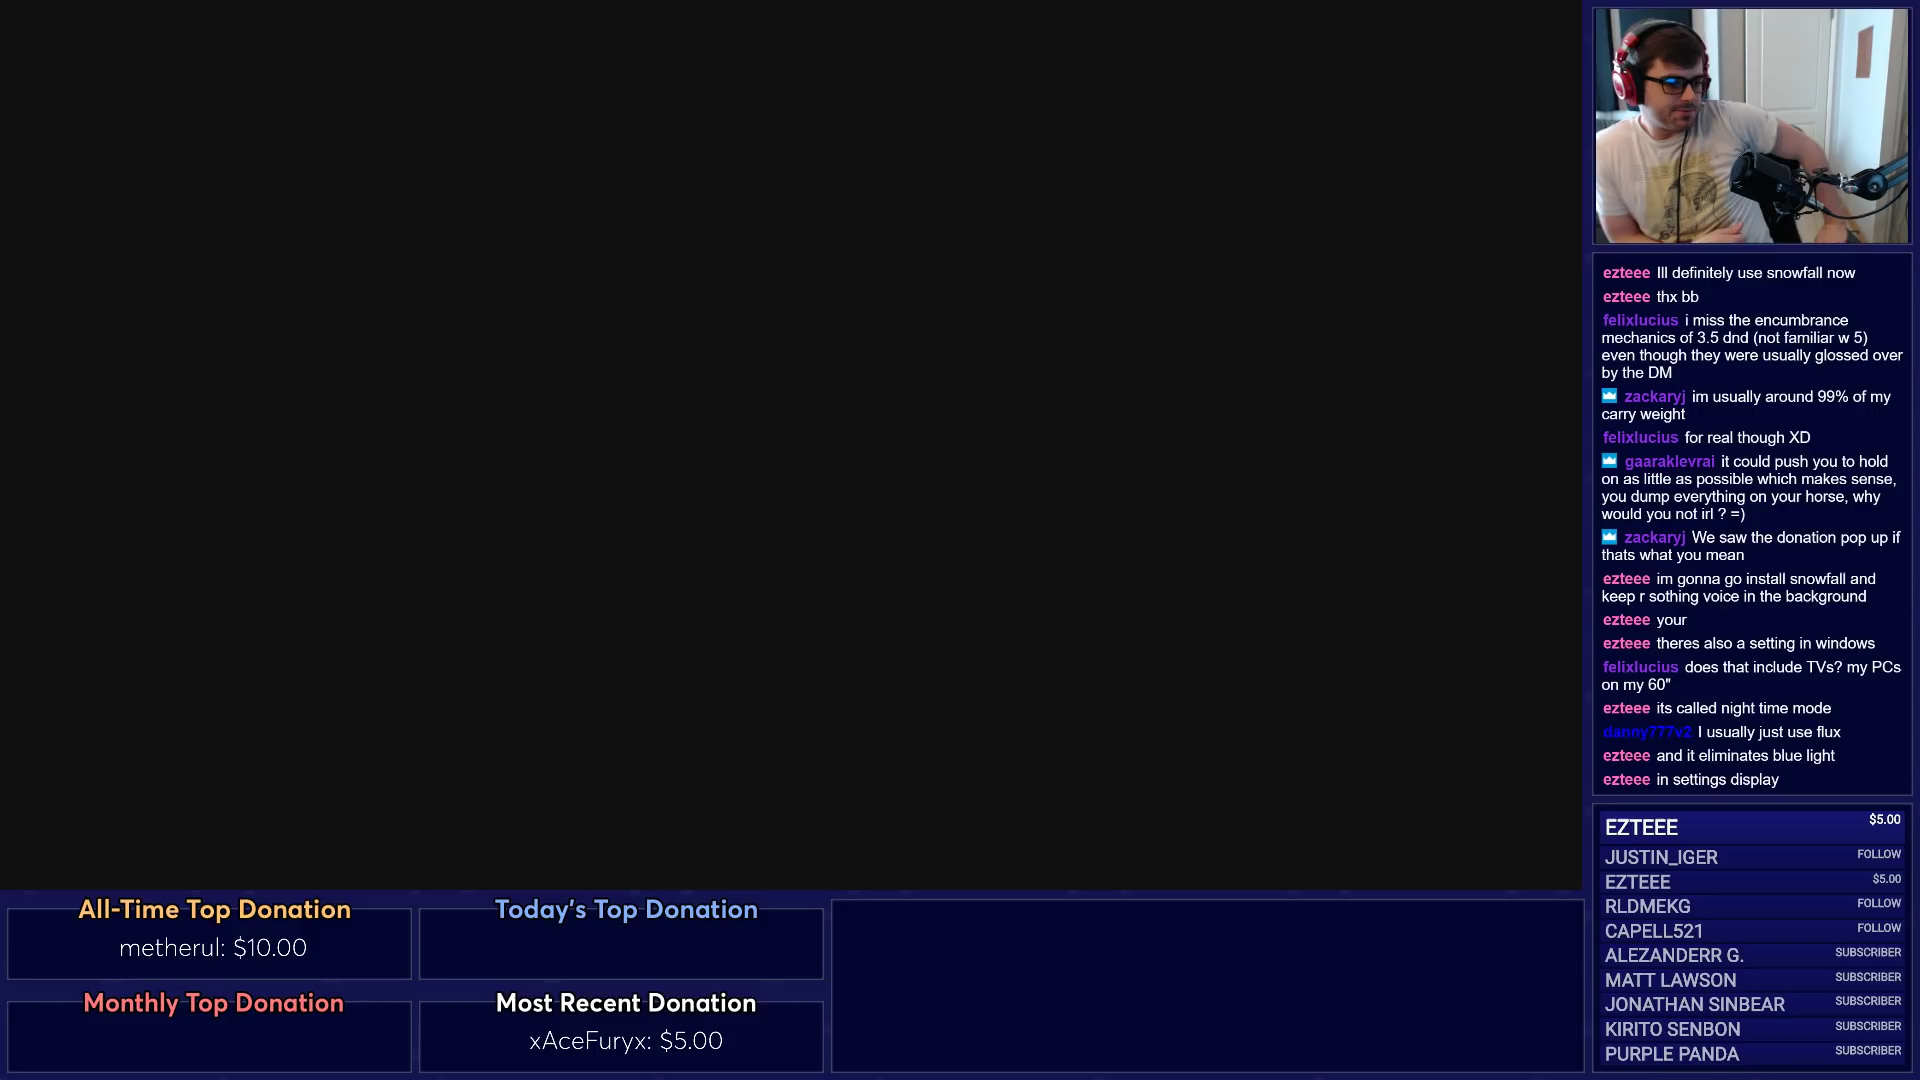 ezteee Ill definitely use snowfall now
ezteee thx bb
felixlucius i miss the encumbrance
mechanics of 3.5 dnd (not familiar w 5)
even though they were usually glossed over
by the DM
zackaryj im usually around 99% of my
carry weight
felixlucius for real though XD
gaaraklevrai it could push you to hold
on as little as possible which makes sense,
you dump everything on your horse, why
would you not irl ? =)
zackaryj We saw the donation pop up if
thats what you mean
ezteee im gonna go install snowfall and
keep r sothing voice in the background
ezteee your
ezteee theres also a setting in windows
felixlucius does that include TVs? my PCs
on my 60"
ezteee its called night time mode
danny777v2 I usually just use flux
ezteee and it eliminates blue light
ezteee in settings display
EZTEEE $5.00
JUSTIN_IGER FOLLOW
EZTEEE $5.00
RLDMEKG FOLLOW
CAPELL521 FOLLOW
ALEZANDERR G. SUBSCRIBER
MATT LAWSON SUBSCRIBER
JONATHAN SINBEAR SUBSCRIBER
KIRITO SENBON SUBSCRIBER
PURPLE PANDA SUBSCRIBER
All-Time Top Donation
metherul: $10.00
Today's Top Donation
Monthly Top Donation
Most Recent Donation
xAceFuryx: $5.00